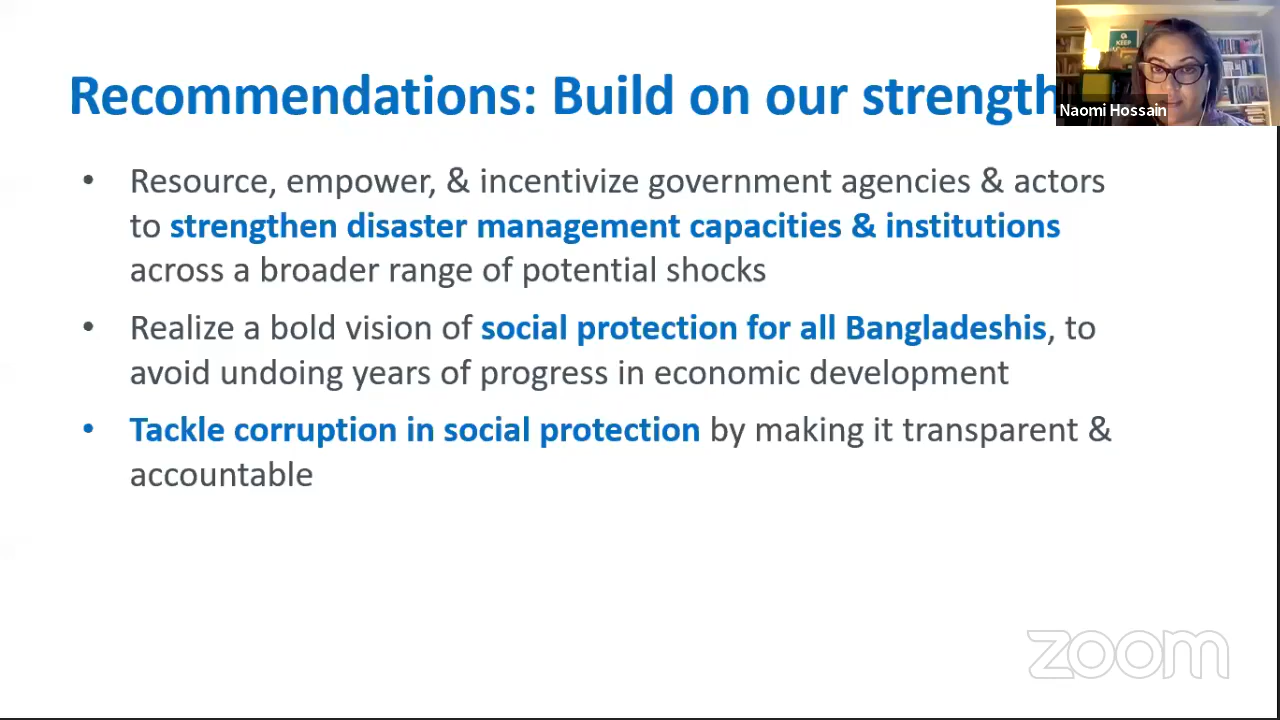 Recommendations: Build on our strength
KEEP
Naomi Hossain
• Resource, empower, & incentivize government agencies & actors
to strengthen disaster management capacities & institutions
across a broader range of potential shocks
• Realize a bold vision of social protection for all Bangladeshis, to
avoid undoing years of progress in economic development
• Tackle corruption in social protection by making it transparent &
accountable
zoom